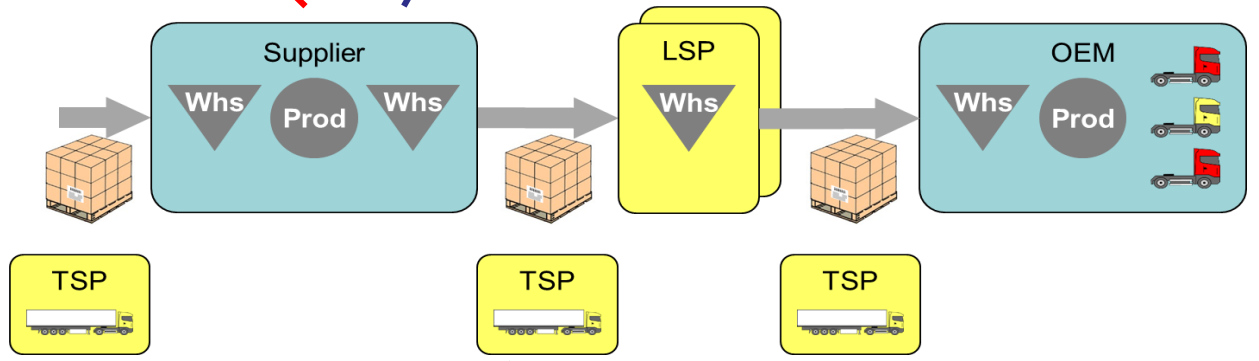 Supplier
Whs
Prod
Whs
LSP
Whs
OEM
Whs
Prod
TSP
TSP
TSP